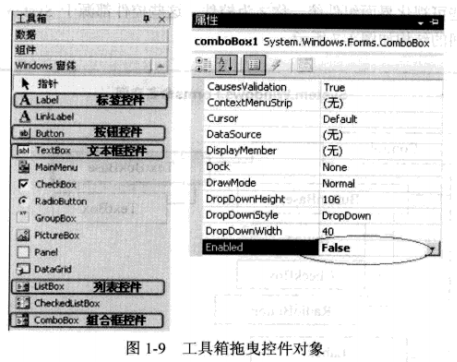 工具箱
数据
组件
Windows 窗体
指针
Label 标签控件
LinkLabel
Button 按钮控件
TextBox 文本框控件
MainMenu
CheckBox
RadioButton
GroupBox
PictureBox
Panel
DataGrid
ListBox 列表控件
CheckedListBox
ComboBox 组合框控件
属性
comboBox1 System.Windows.Forms.ComboBox
CausesValidation True
ContextMenuStrip (无)
Cursor Default
DataSource (无)
DisplayMember (无)
Dock None
DrawMode Normal
DropDownHeight 106
DropDownStyle DropDown
DropDownWidth 40
Enabled False
图 1-9 工具箱拖曳控件对象